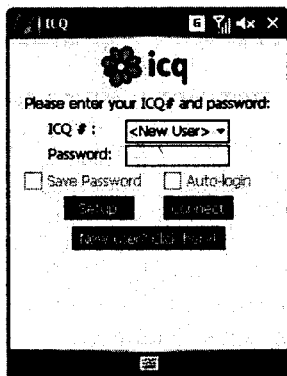 ICQ
G
icq
Please enter your ICQ# and password:
ICQ # : <New User>
Password:
Save Password Auto-login
Setup Connect
New user? Click here!